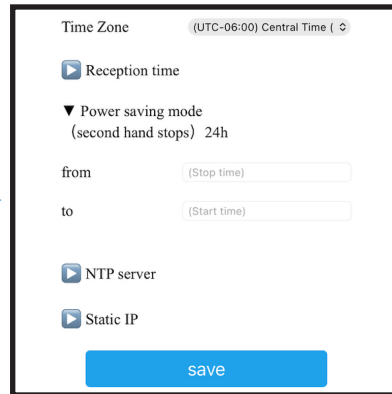 Time Zone (UTC-06:00) Central Time (
▶ Reception time
▼ Power saving mode
(second hand stops) 24h
from (Stop time)
to (Start time)
▶ NTP server
▶ Static IP
save